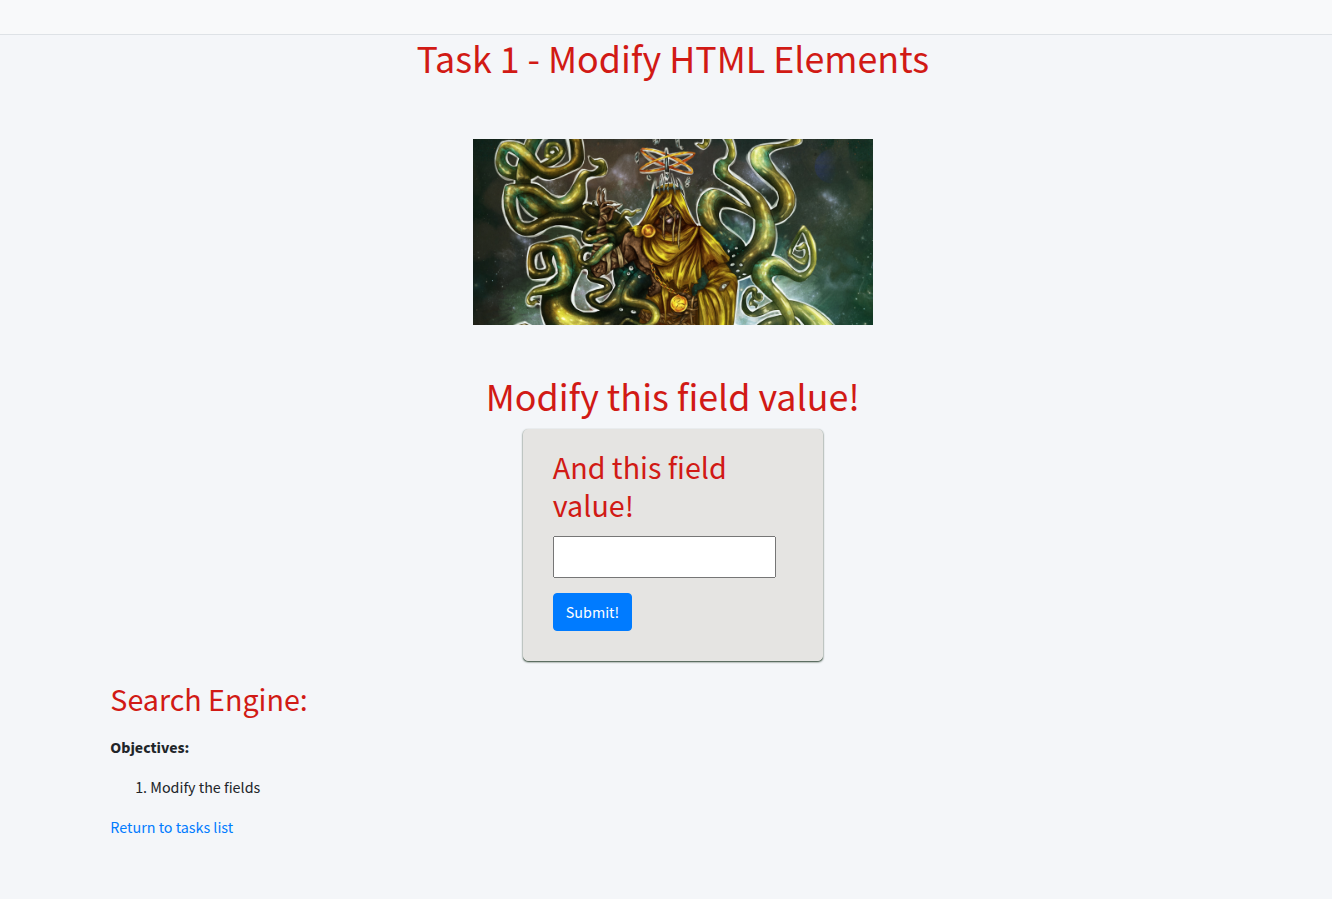 Task 1 - Modify HTML Elements
Modify this field value!
And this field
value!
Submit!
Search Engine:
Objectives:
1. Modify the fields
Return to tasks list